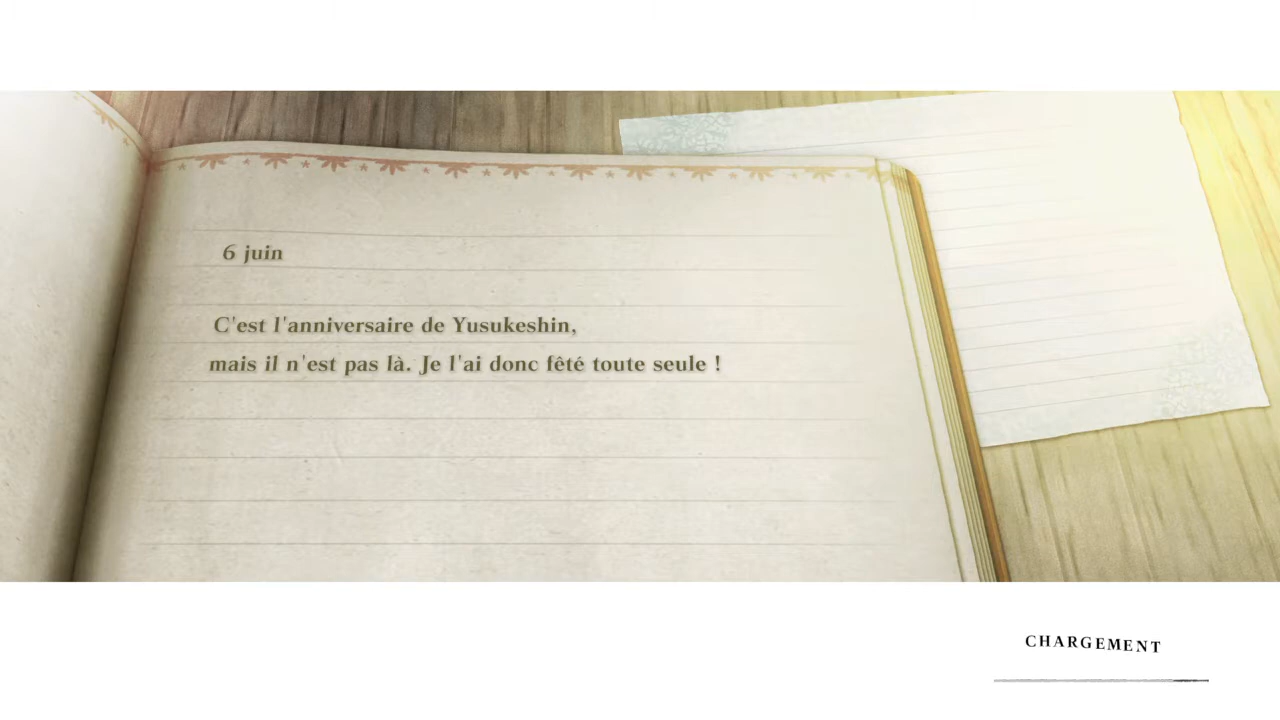 6 juin
C'est l'anniversaire de Yusukeshin,
mais il n'est pas là. Je l'ai donc fêté toute seule !
CHARGEMENT